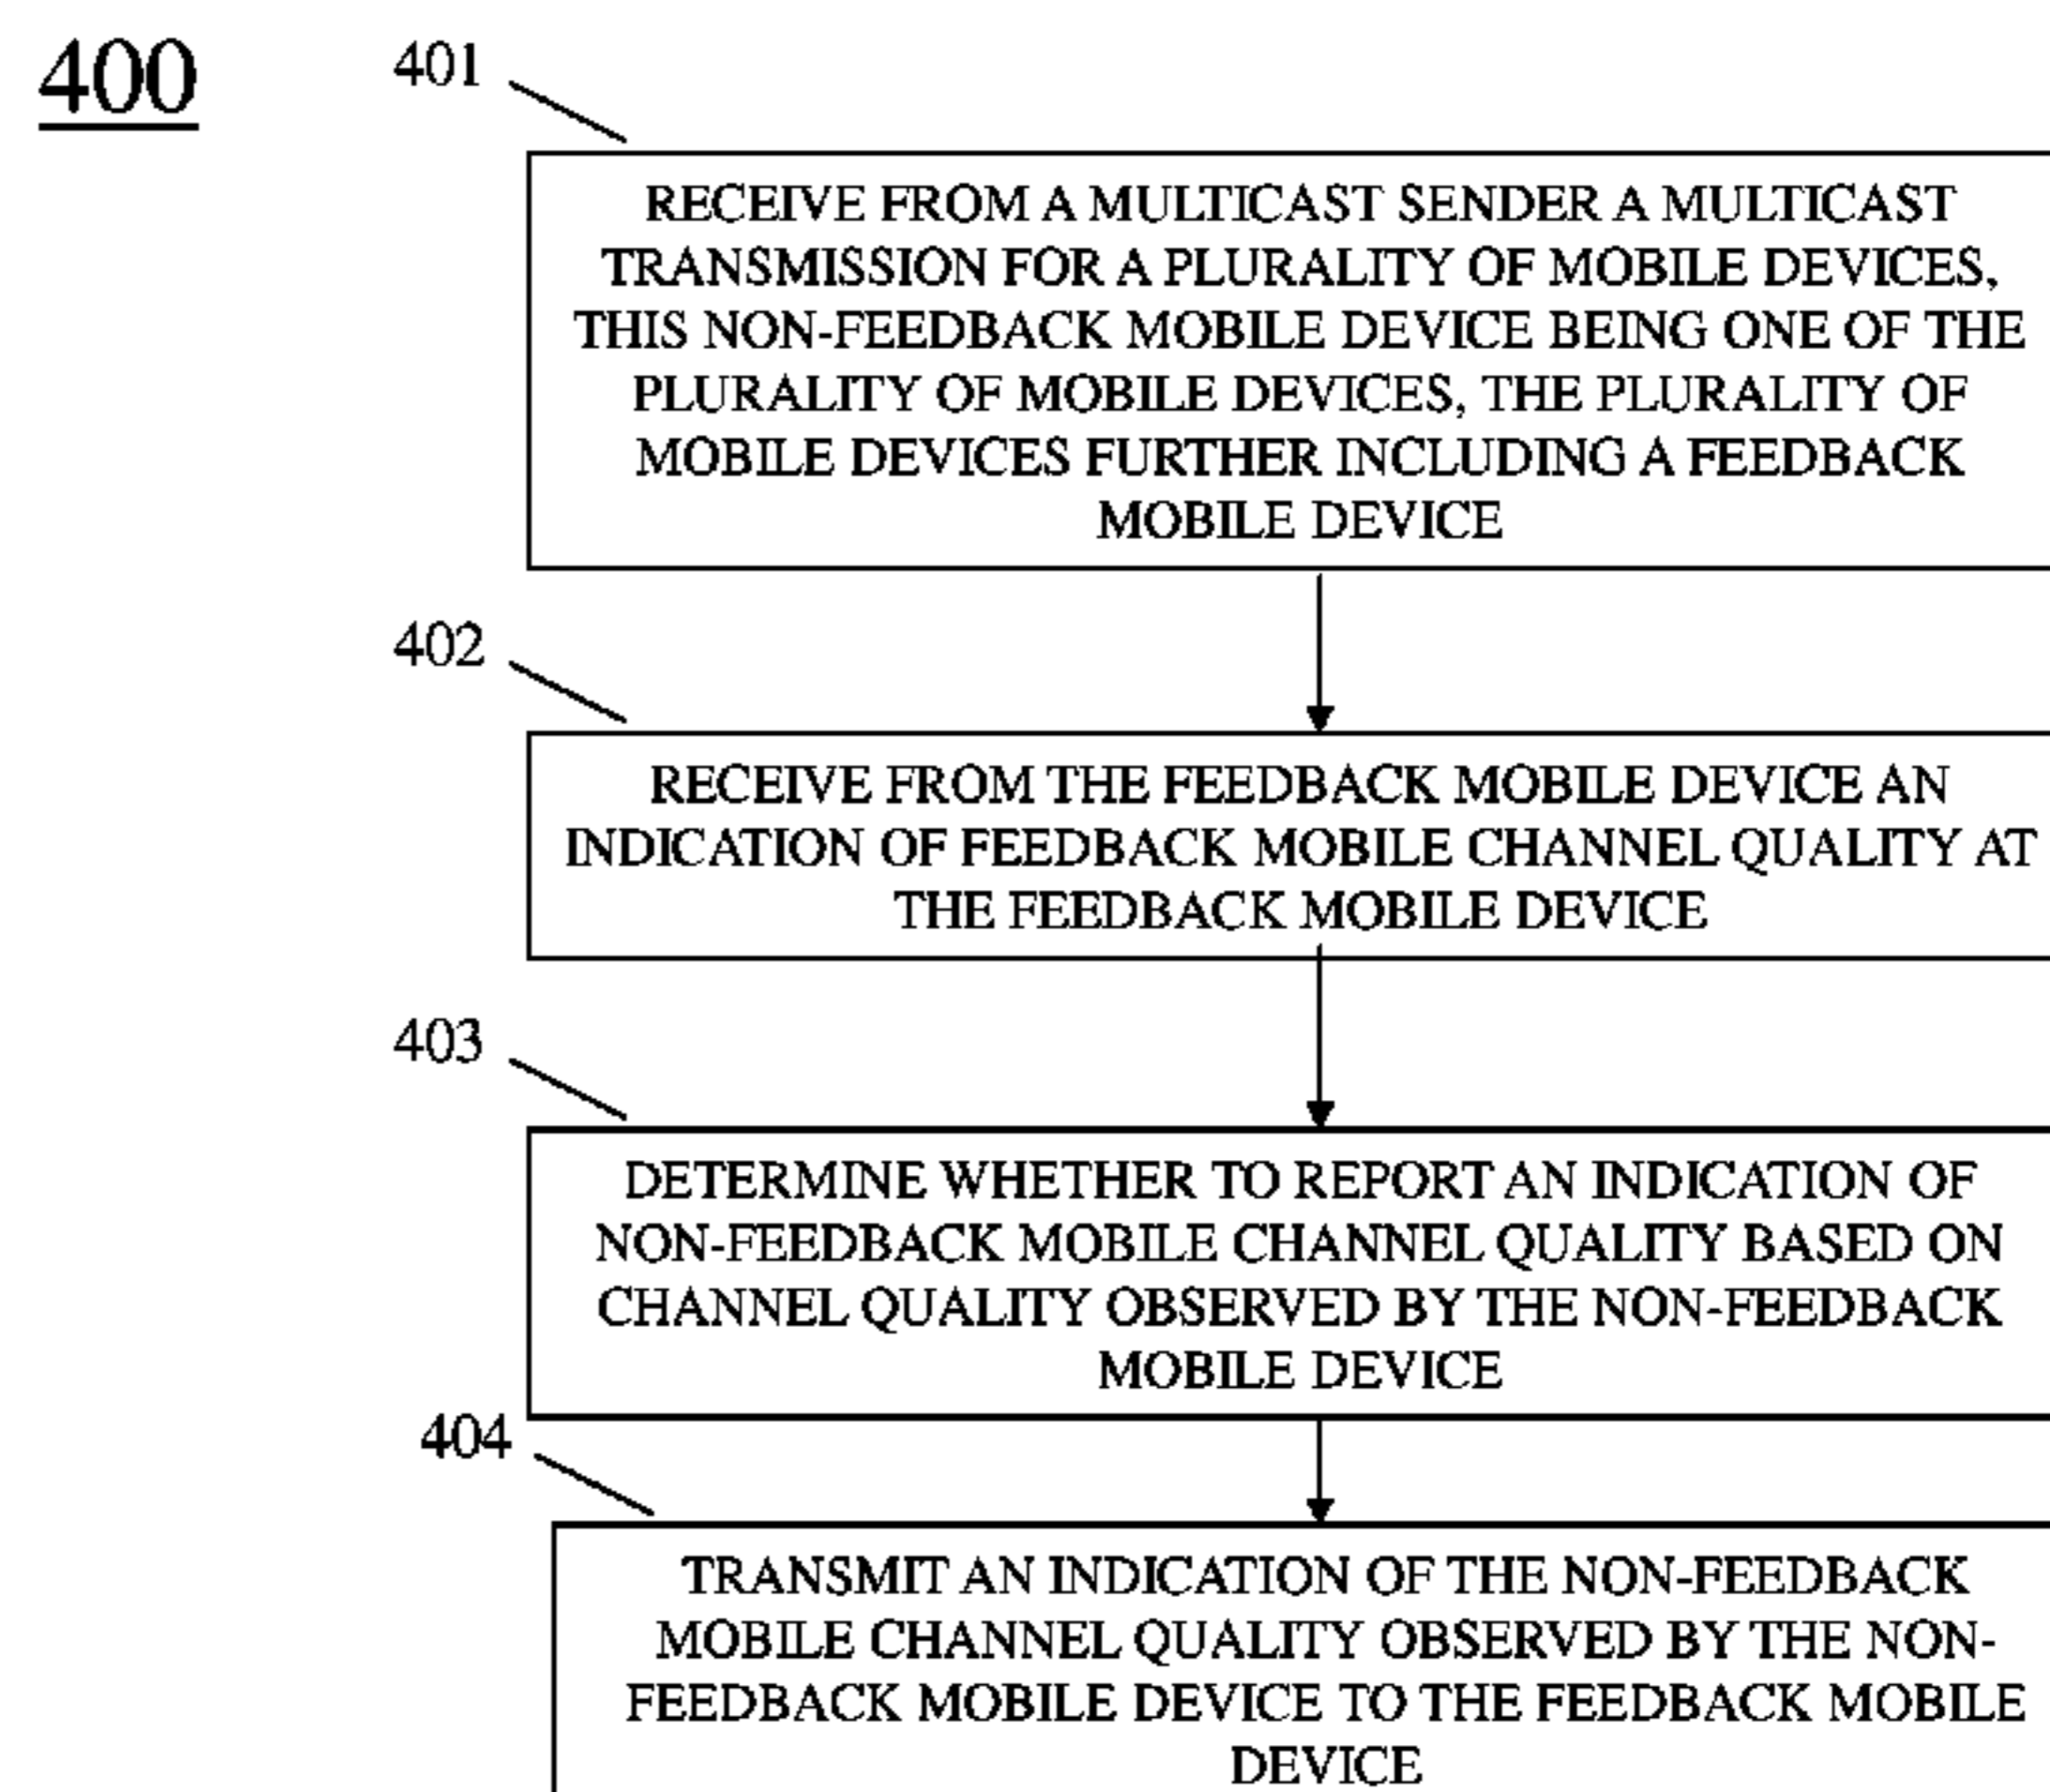 400
401
RECEIVE FROM A MULTICAST SENDER A MULTICAST
TRANSMISSION FOR A PLURALITY OF MOBILE DEVICES,
THIS NON-FEEDBACK MOBILE DEVICE BEING ONE OF THE
PLURALITY OF MOBILE DEVICES, THE PLURALITY OF
MOBILE DEVICES FURTHER INCLUDING A FEEDBACK
MOBILE DEVICE
402
RECEIVE FROM THE FEEDBACK MOBILE DEVICE AN
INDICATION OF FEEDBACK MOBILE CHANNEL QUALITY AT
THE FEEDBACK MOBILE DEVICE
403
DETERMINE WHETHER TO REPORT AN INDICATION OF
NON-FEEDBACK MOBILE CHANNEL QUALITY BASED ON
CHANNEL QUALITY OBSERVED BY THE NON-FEEDBACK
MOBILE DEVICE
404
TRANSMIT AN INDICATION OF THE NON-FEEDBACK
MOBILE CHANNEL QUALITY OBSERVED BY THE NON-
FEEDBACK MOBILE DEVICE TO THE FEEDBACK MOBILE
DEVICE